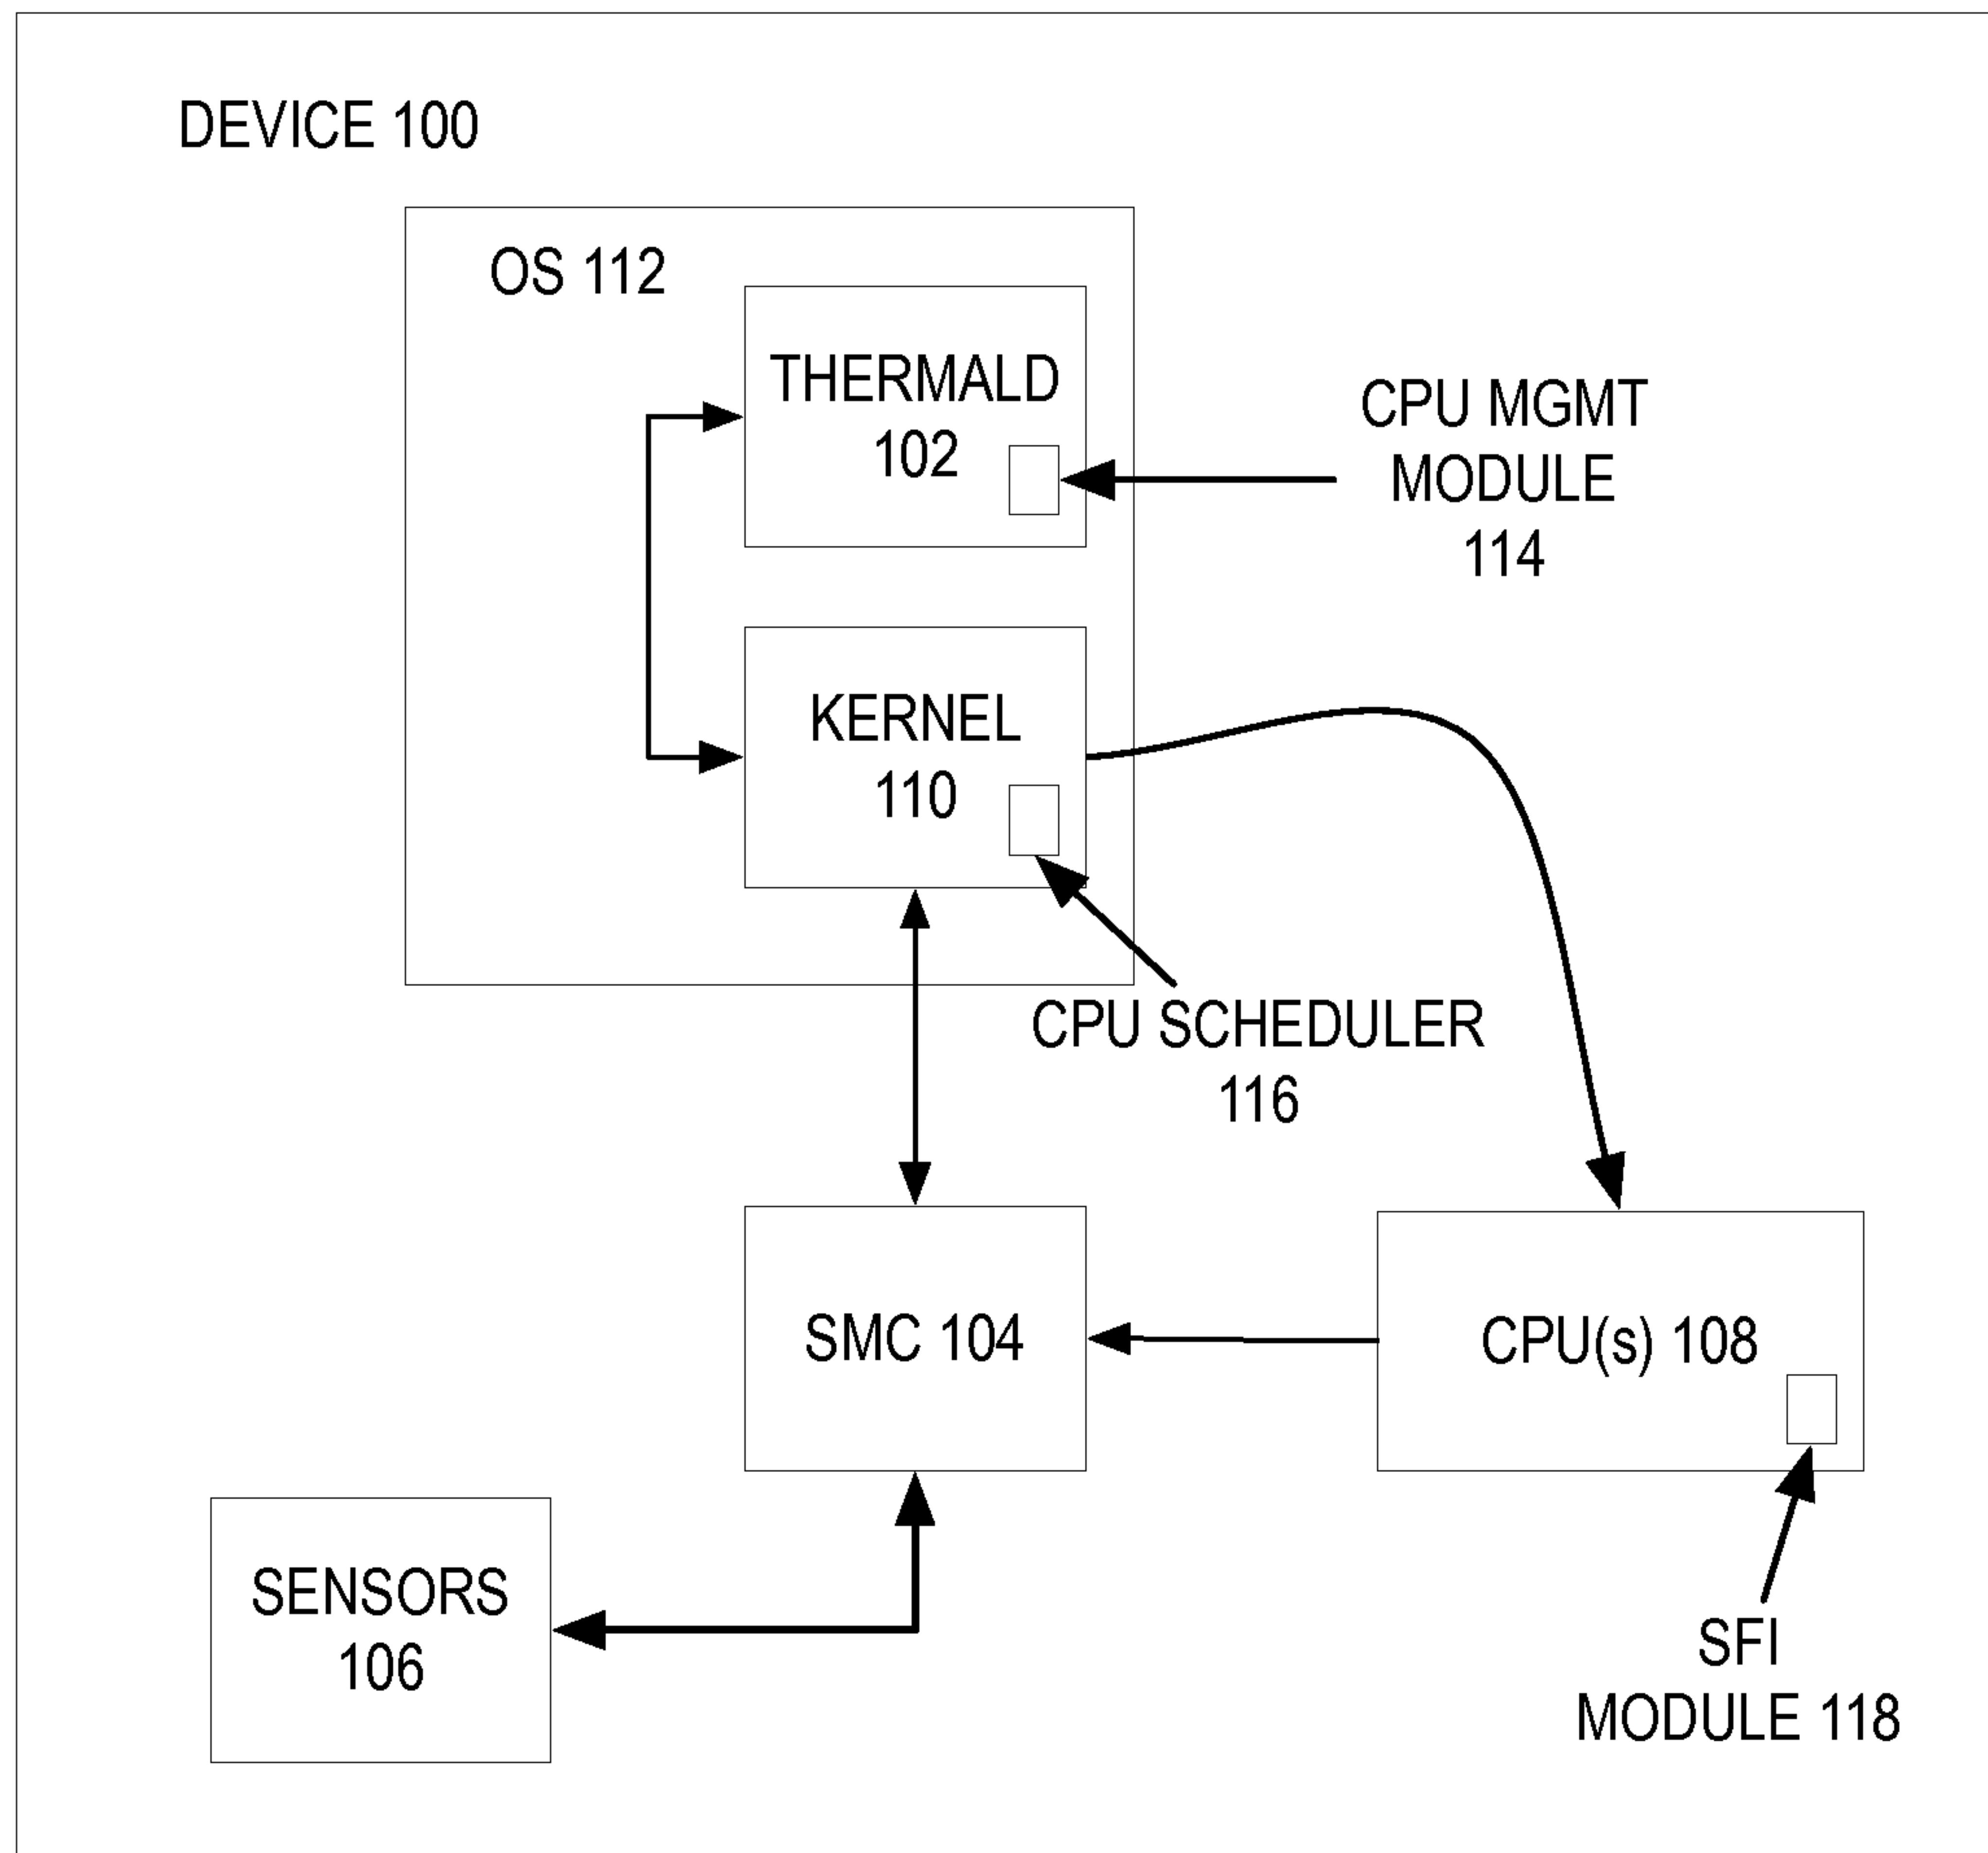 DEVICE 100
OS 112
THERMALD
102
CPU MGMT
MODULE
114
KERNEL
110
CPU SCHEDULER
116
SMC 104
CPU(s) 108
SENSORS
106
SFI
MODULE 118